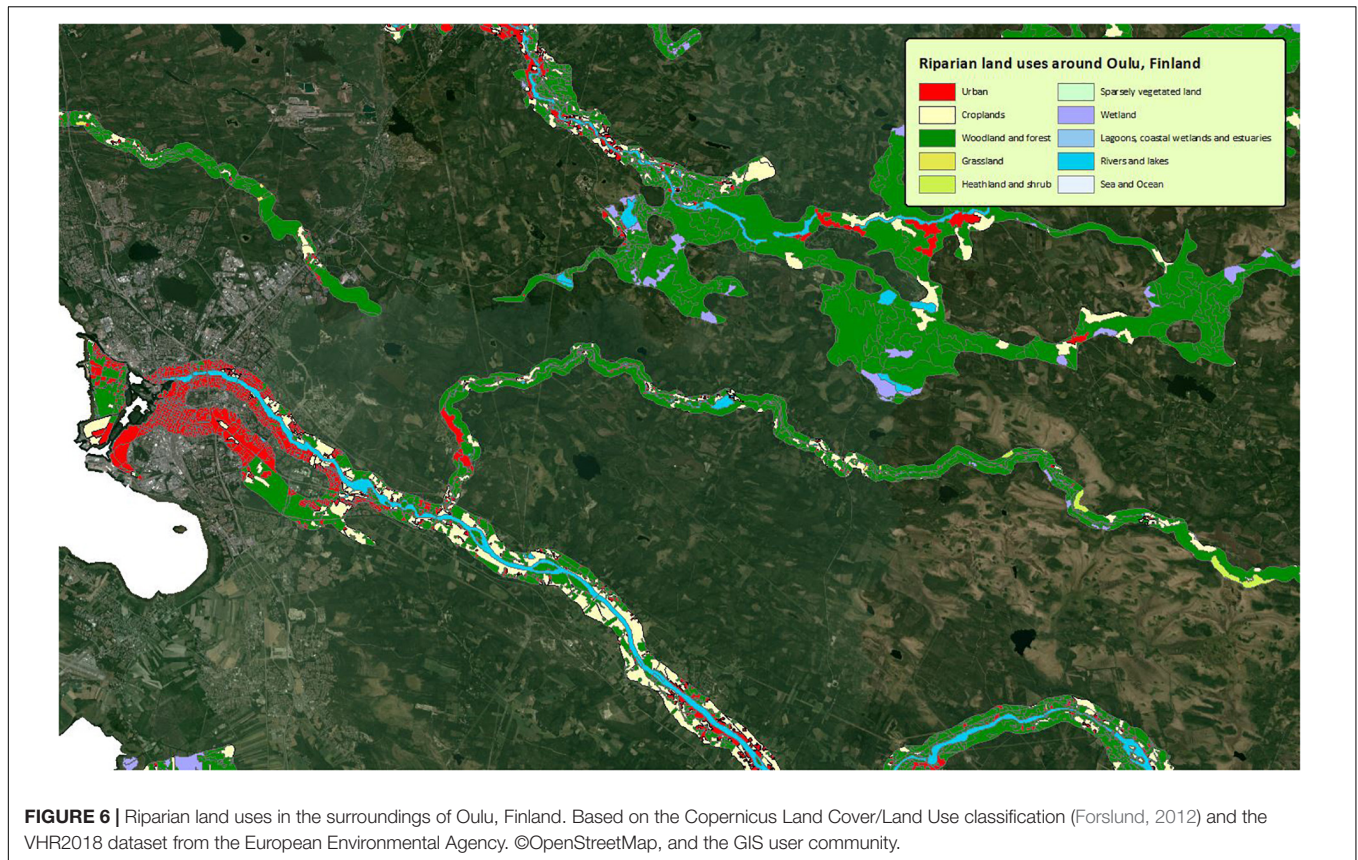 Riparian land uses around Oulu, Finland
Urban
Croplands
Woodland and forest
Grassland
Heathland and shrub
Sparsely vegetated land
Wetland
Lagoons, coastal wetlands and estuaries
Rivers and lakes
Sea and Ocean
FIGURE 6 | Riparian land uses in the surroundings of Oulu, Finland. Based on the Copernicus Land Cover/Land Use classification (Forslund, 2012) and the
VHR2018 dataset from the European Environmental Agency. ©OpenStreetMap, and the GIS user community.